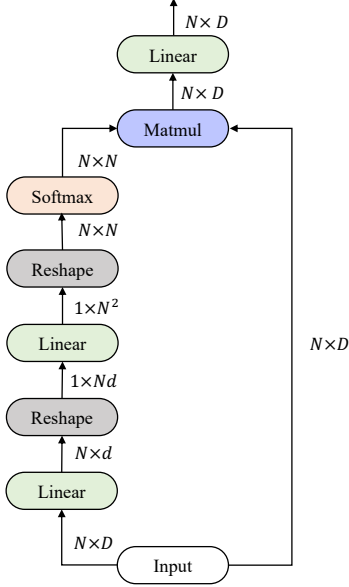 N × D
Linear
N × D
Matmul
N×N
Softmax
N×N
Reshape
1×N²
Linear
N×D
1×Nd
Reshape
N×d
Linear
N×D
Input